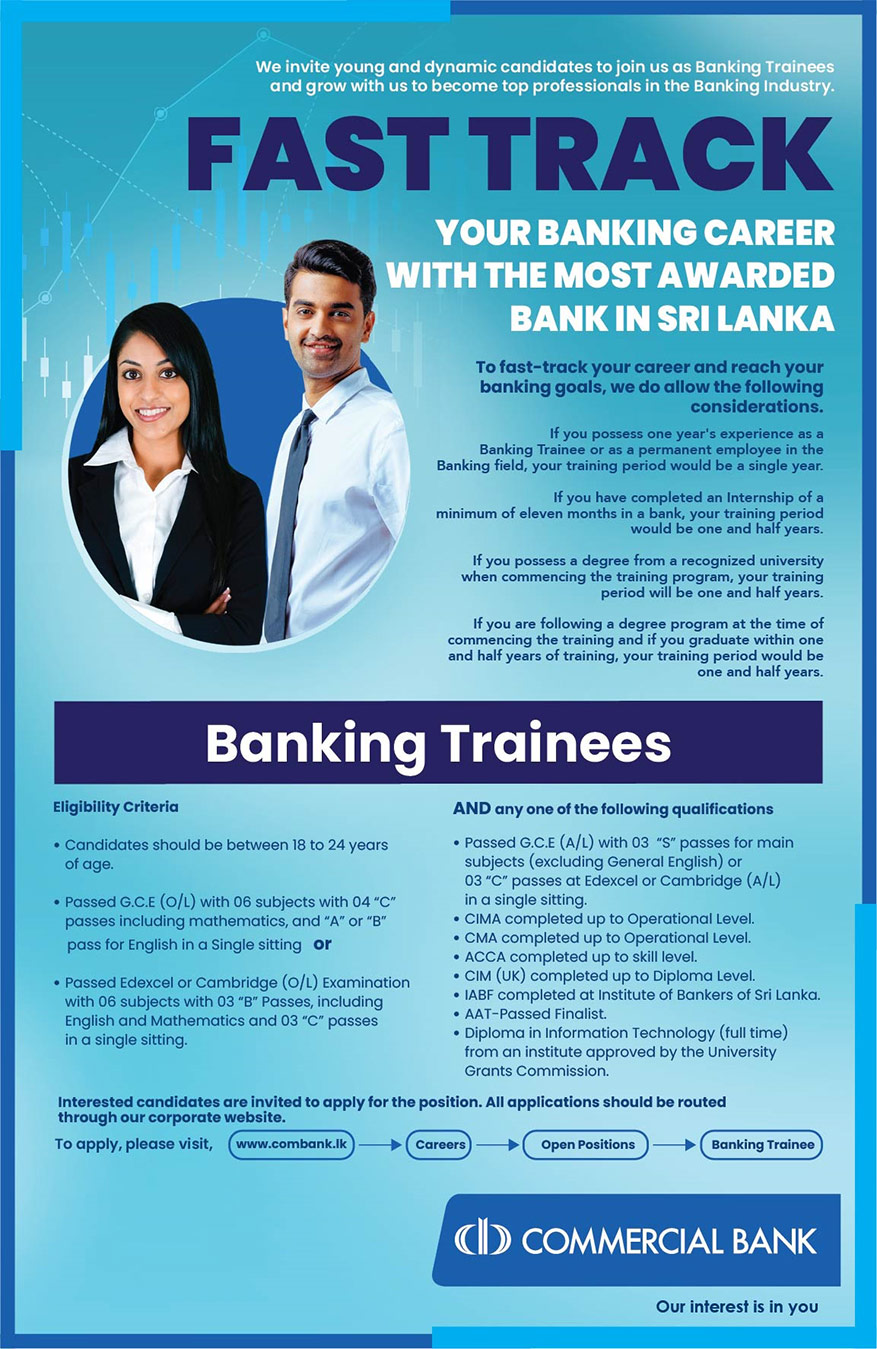 We invite young and dynamic candidates to join us as Banking Trainees
and grow with us to become top professionals in the Banking Industry.
FAST TRACK
YOUR BANKING CAREER
WITH THE MOST AWARDED
BANK IN SRI LANKA
To fast-track your career and reach your
banking goals, we do allow the following
considerations.
If you possess one year's experience as a
Banking Trainee or as a permanent employee in the
Banking field, your training period would be a single year.
If you have completed an Internship of a
minimum of eleven months in a bank, your training period
would be one and half years.
If you possess a degree from a recognized university
when commencing the training program, your training
period will be one and half years.
If you are following a degree program at the time of
commencing the training and if you graduate within one
and half years of training, your training period would be
one and half years.
Banking Trainees
Eligibility Criteria
• Candidates should be between 18 to 24 years
of age.
• Passed G.C.E (O/L) with 06 subjects with 04 “C”
passes including mathematics, and “A” or “B”
pass for English in a Single sitting or
• Passed Edexcel or Cambridge (O/L) Examination
with 06 subjects with 03 “B” Passes, including
English and Mathematics and 03 “C” passes
in a single sitting.
AND any one of the following qualifications
• Passed G.C.E (A/L) with 03 “S” passes for main
subjects (excluding General English) or
03 “C” passes at Edexcel or Cambridge (A/L)
in a single sitting.
• CIMA completed up to Operational Level.
• CMA completed up to Operational Level.
• ACCA completed up to skill level.
• CIM (UK) completed up to Diploma Level.
• IABF completed at Institute of Bankers of Sri Lanka.
• AAT-Passed Finalist.
• Diploma in Information Technology (full time)
from an institute approved by the University
Grants Commission.
Interested candidates are invited to apply for the position. All applications should be routed
through our corporate website.
To apply, please visit, www.combank.lk Careers Open Positions Banking Trainee
COMMERCIAL BANK
Our interest is in you